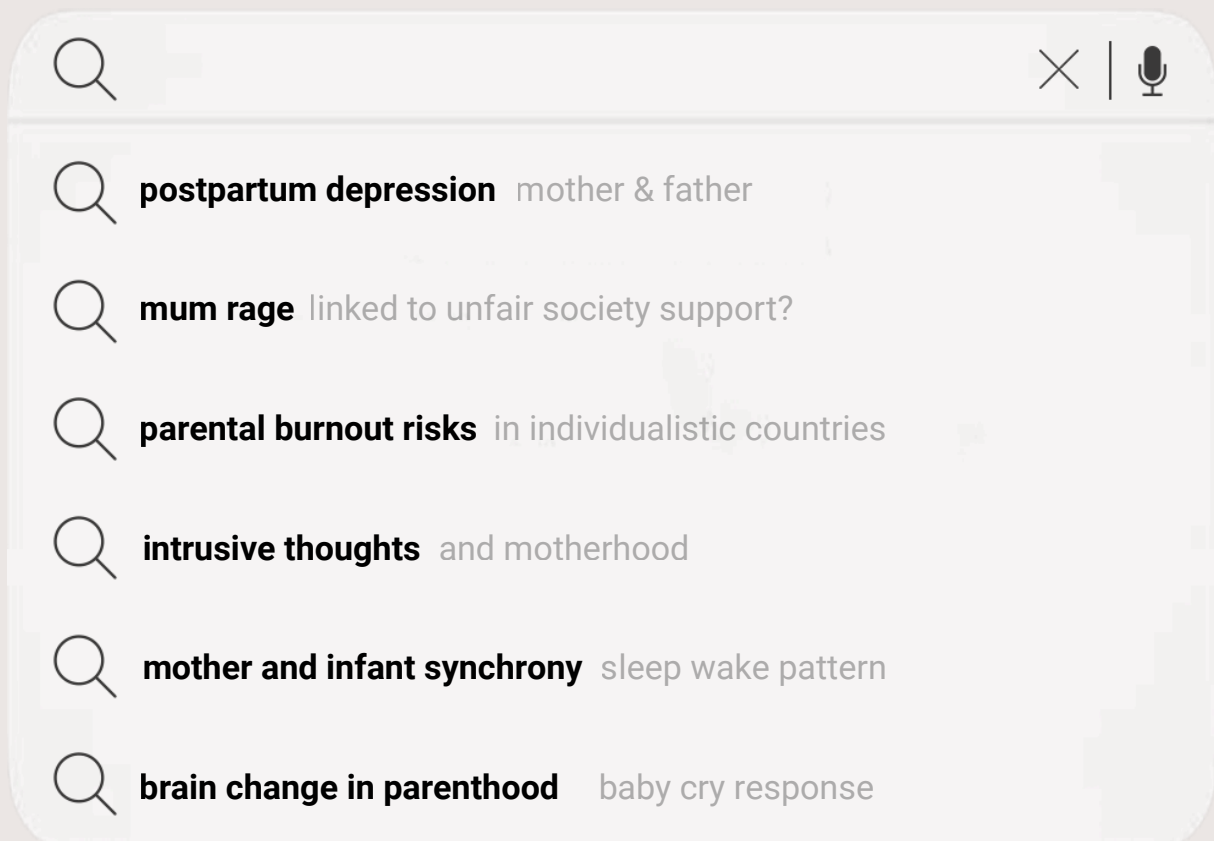 postpartum depression mother & father
mum rage linked to unfair society support?
parental burnout risks in individualistic countries
intrusive thoughts and motherhood
mother and infant synchrony sleep wake pattern
brain change in parenthood baby cry response